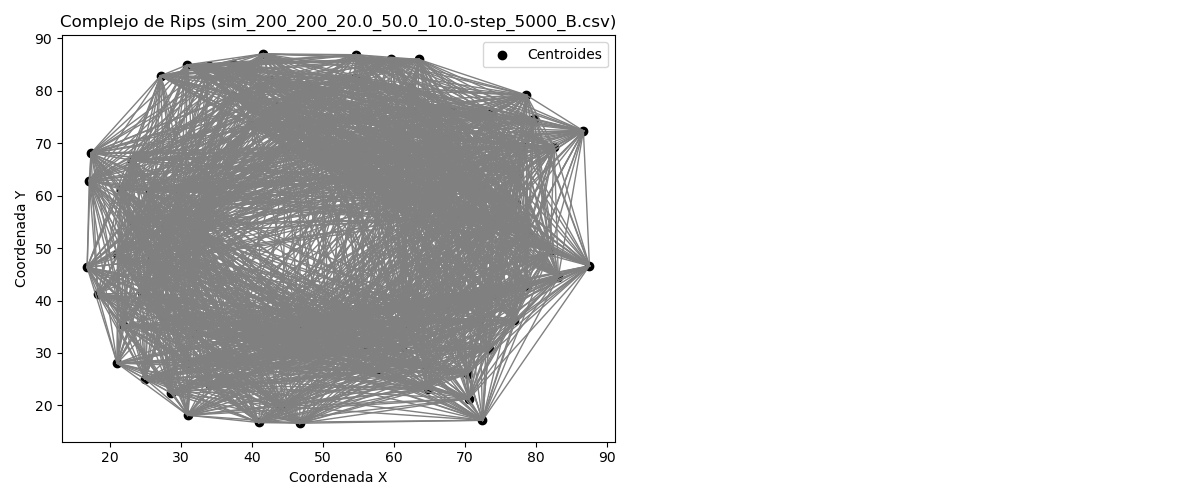 Complejo de Rips (sim_200_200_20.0_50.0_10.0-step_5000_B.csv)
Centroides
90
80
70
60
50
40
30
20
Coordenada Y
20 30 40 50 60 70 80 90
Coordenada X